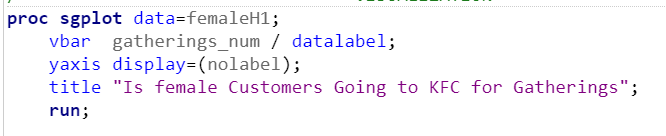 proc sgplot data=femaleH1;
vbar gatherings_num / datalabel;
yaxis display=(nolabel);
title "Is female Customers Going to KFC for Gatherings";
run;